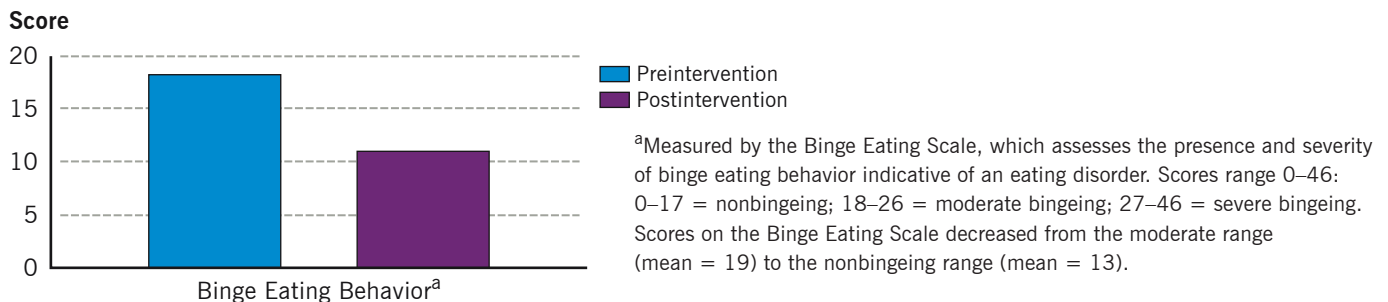 Score
20
15
10
5
0
Binge Eating Behaviorᵃ
Preintervention
Postintervention
ᵃMeasured by the Binge Eating Scale, which assesses the presence and severity
of binge eating behavior indicative of an eating disorder. Scores range 0–46:
0–17 = nonbingeing; 18–26 = moderate bingeing; 27–46 = severe bingeing.
Scores on the Binge Eating Scale decreased from the moderate range
(mean = 19) to the nonbingeing range (mean = 13).